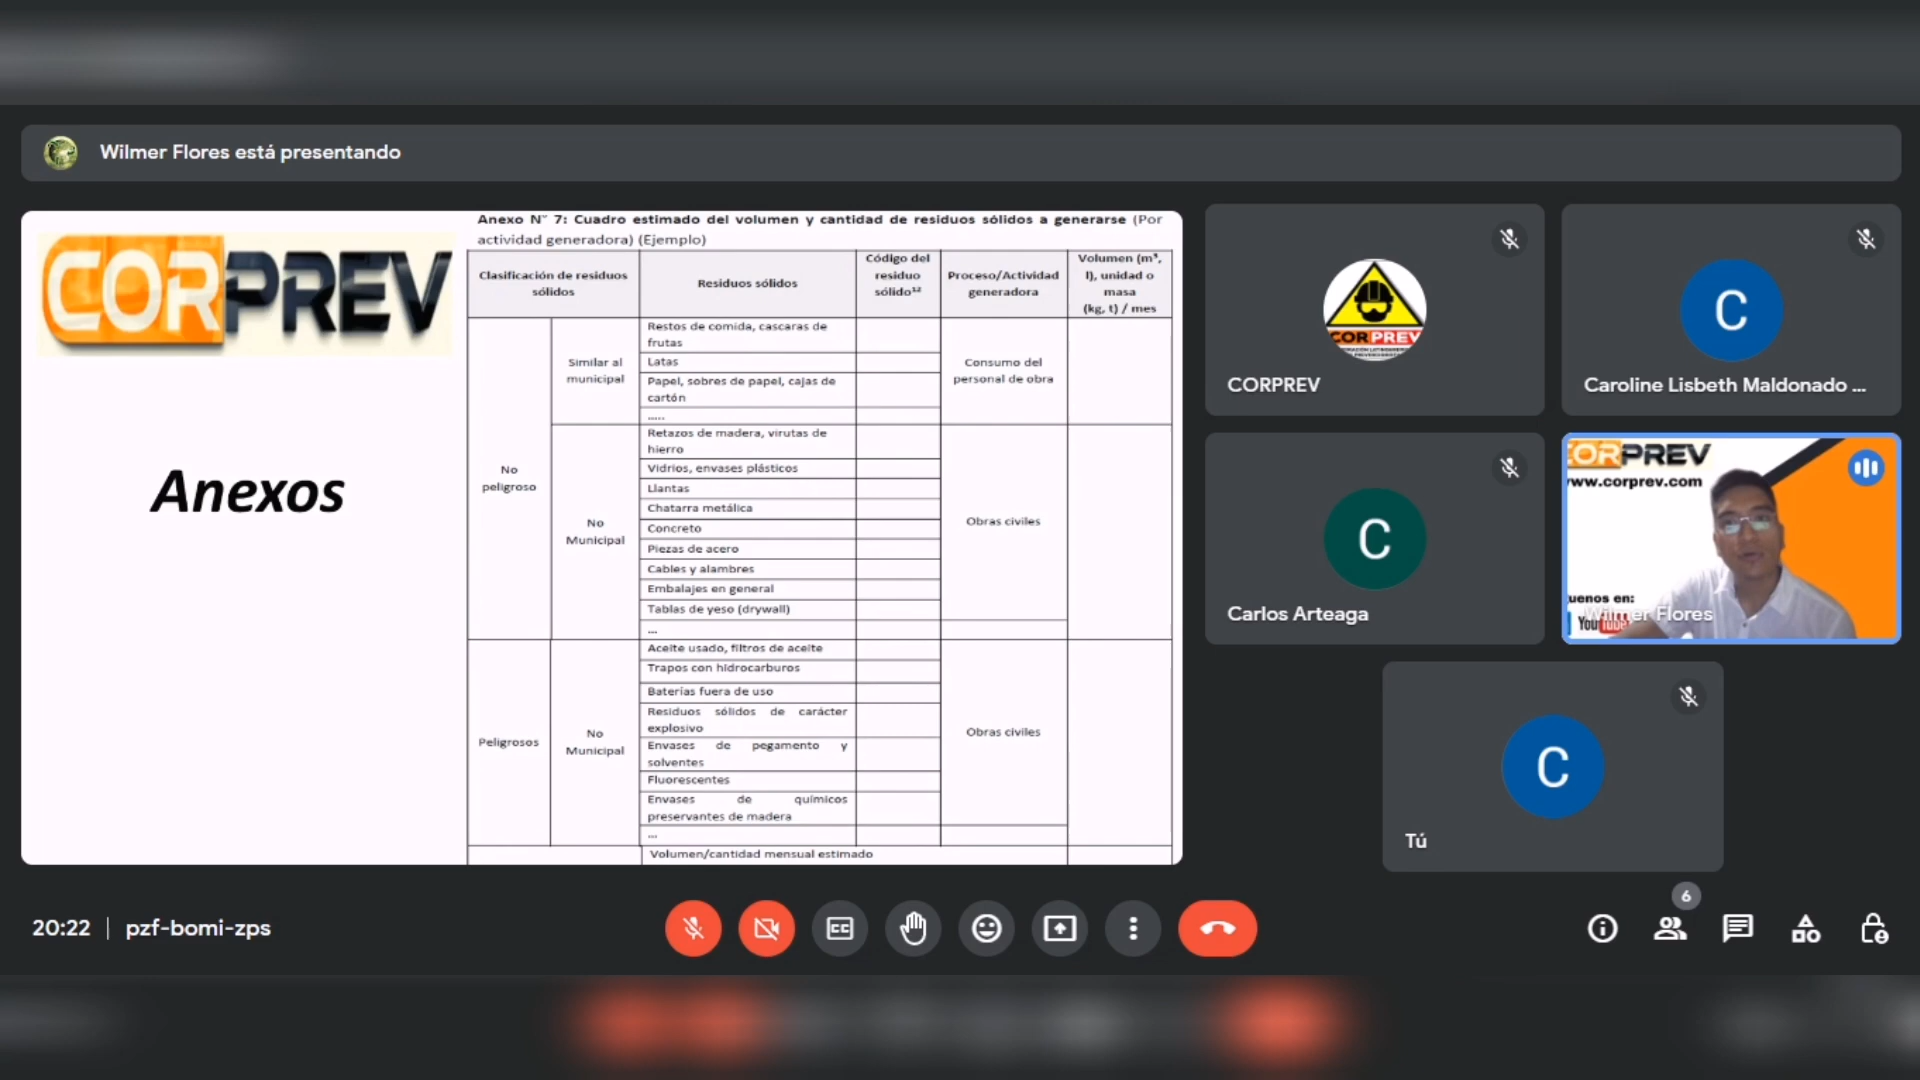 Wilmer Flores está presentando
CORPREV
Anexos
Anexo N° 7: Cuadro estimado del volumen y cantidad de residuos sólidos a generarse (Por
actividad generadora) (Ejemplo)
Clasificación de residuos
sólidos
Residuos sólidos
Código del
residuo
sólido¹²
Proceso/Actividad
generadora
Volumen (m³,
l), unidad o
masa
(kg, t) / mes
No
peligroso
Similar al
municipal
Restos de comida, cascaras de
frutas
Latas
Papel, sobres de papel, cajas de
cartón
......
Consumo del
personal de obra
No
Municipal
Retazos de madera, virutas de
hierro
Vidrios, envases plásticos
Llantas
Chatarra metálica
Concreto
Piezas de acero
Cables y alambres
Embalajes en general
Tablas de yeso (drywall)
...
Obras civiles
Peligrosos
No
Municipal
Aceite usado, filtros de aceite
Trapos con hidrocarburos
Baterías fuera de uso
Residuos sólidos de carácter
explosivo
Envases de pegamento y
solventes
Fluorescentes
Envases de químicos
preservantes de madera
...
Obras civiles
Volumen/cantidad mensual estimado
CORPREV
CORPREV
C
Caroline Lisbeth Maldonado ...
C
Carlos Arteaga
CORPREV
www.corprev.com
uenos en:
YouTube
Wilmer Flores
C
Tú
20:22 | pzf-bomi-zps
CC
6